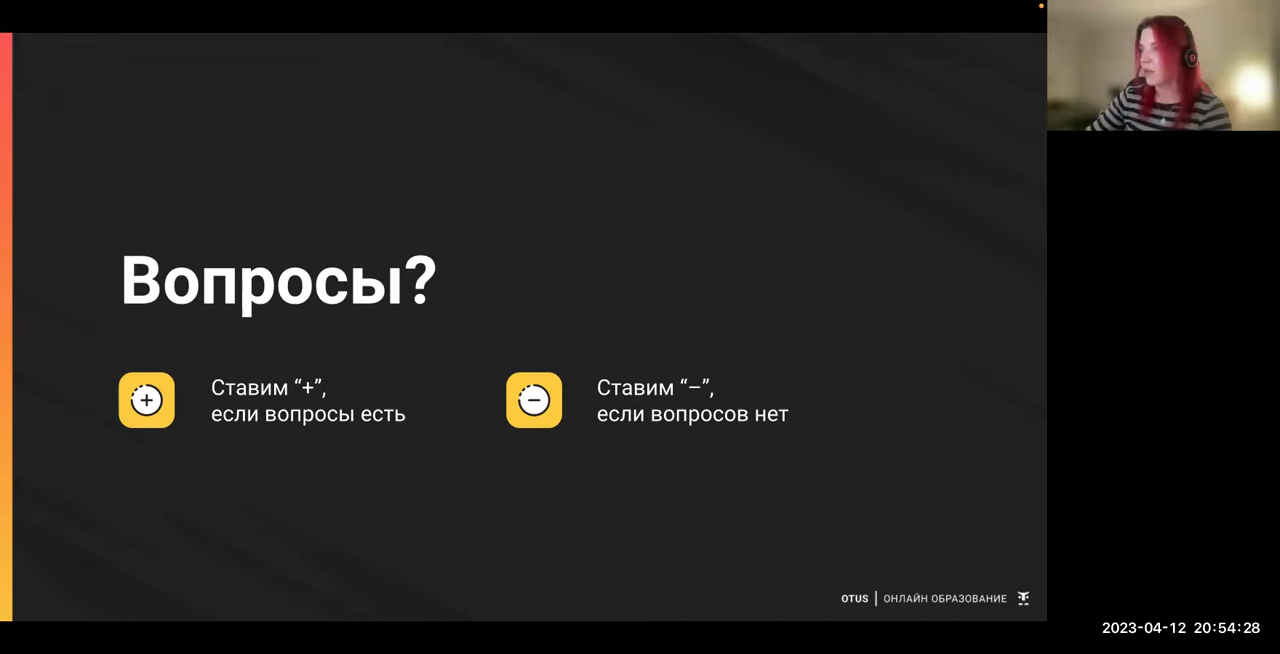 Вопросы?
Ставим “+”,
если вопросы есть
Ставим “–”,
если вопросов нет
OTUS | ОНЛАЙН ОБРАЗОВАНИЕ
2023-04-12 20:54:28